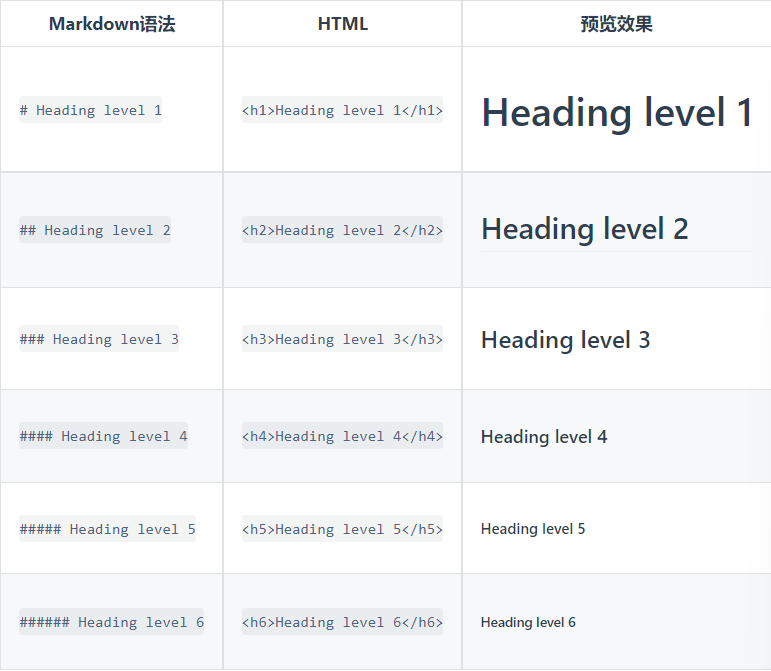 Markdown语法 HTML 预览效果
# Heading level 1 <h1>Heading level 1</h1> Heading level 1
## Heading level 2 <h2>Heading level 2</h2> Heading level 2
### Heading level 3 <h3>Heading level 3</h3> Heading level 3
#### Heading level 4 <h4>Heading level 4</h4> Heading level 4
##### Heading level 5 <h5>Heading level 5</h5> Heading level 5
###### Heading level 6 <h6>Heading level 6</h6> Heading level 6